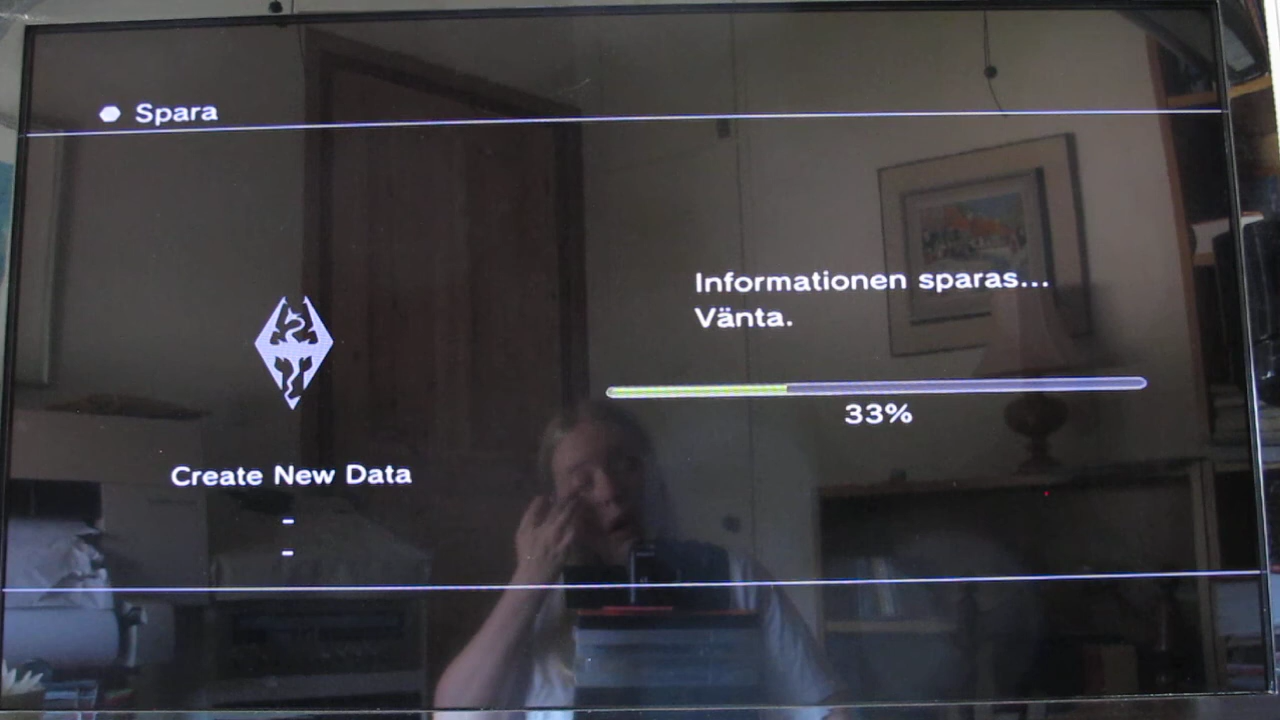 Spara
Informationen sparas...
Vänta.
33%
Create New Data
-
-